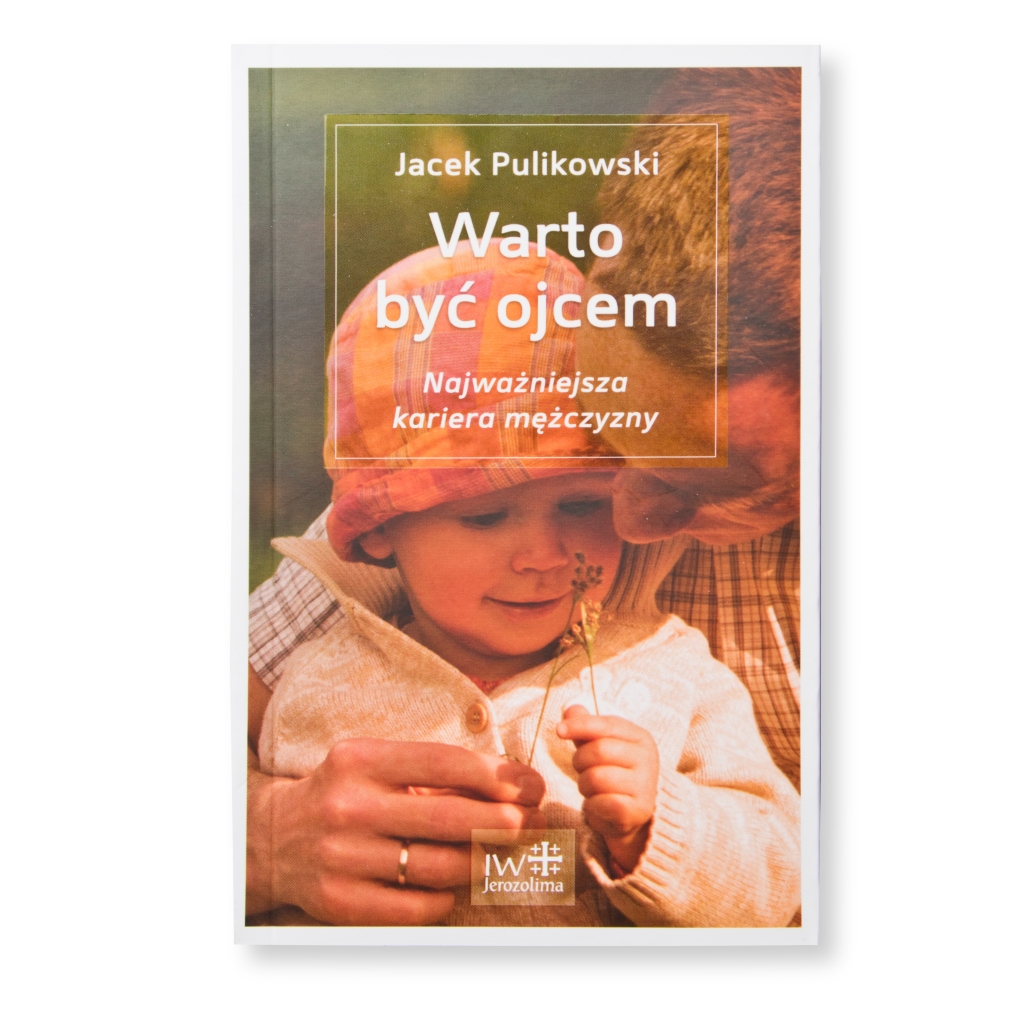 Jacek Pulikowski
Warto
być ojcem
Najważniejsza
kariera mężczyzny
IW
Jerozolima